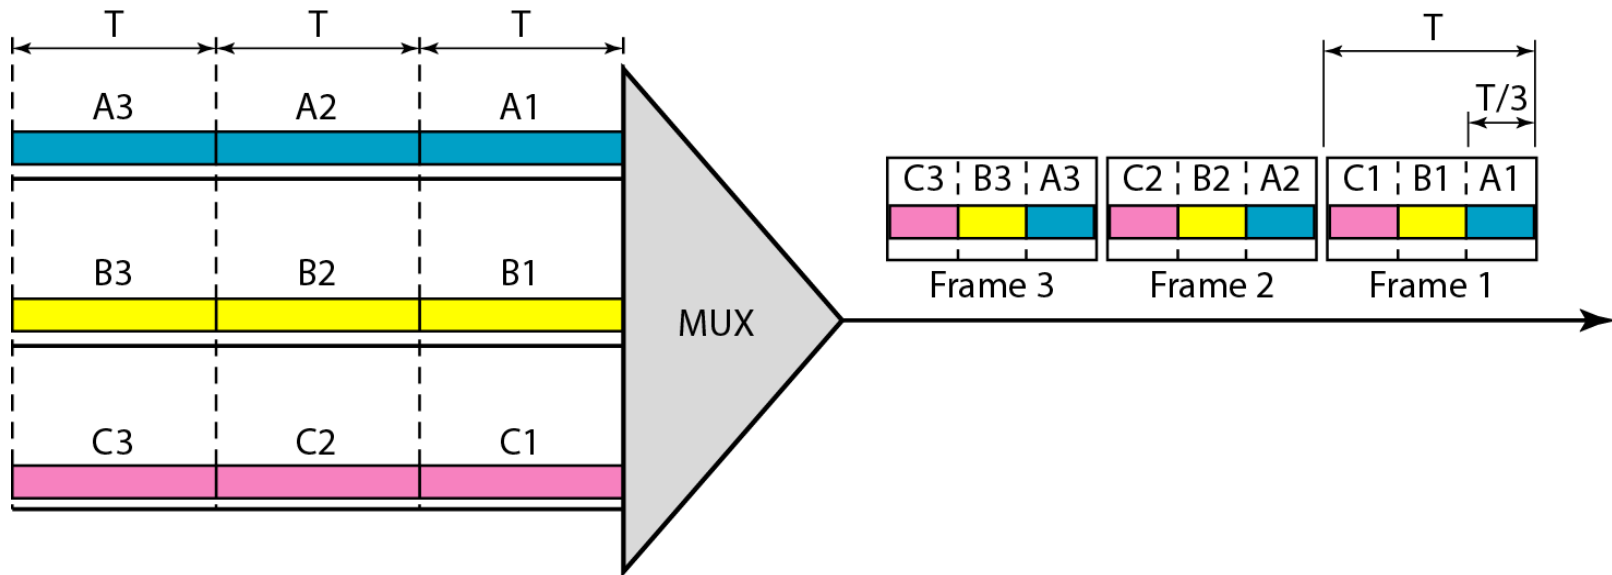 T T T T
T/3
A3 A2 A1
C3 B3 A3 C2 B2 A2 C1 B1 A1
B3 B2 B1
Frame 3 Frame 2 Frame 1
MUX
C3 C2 C1